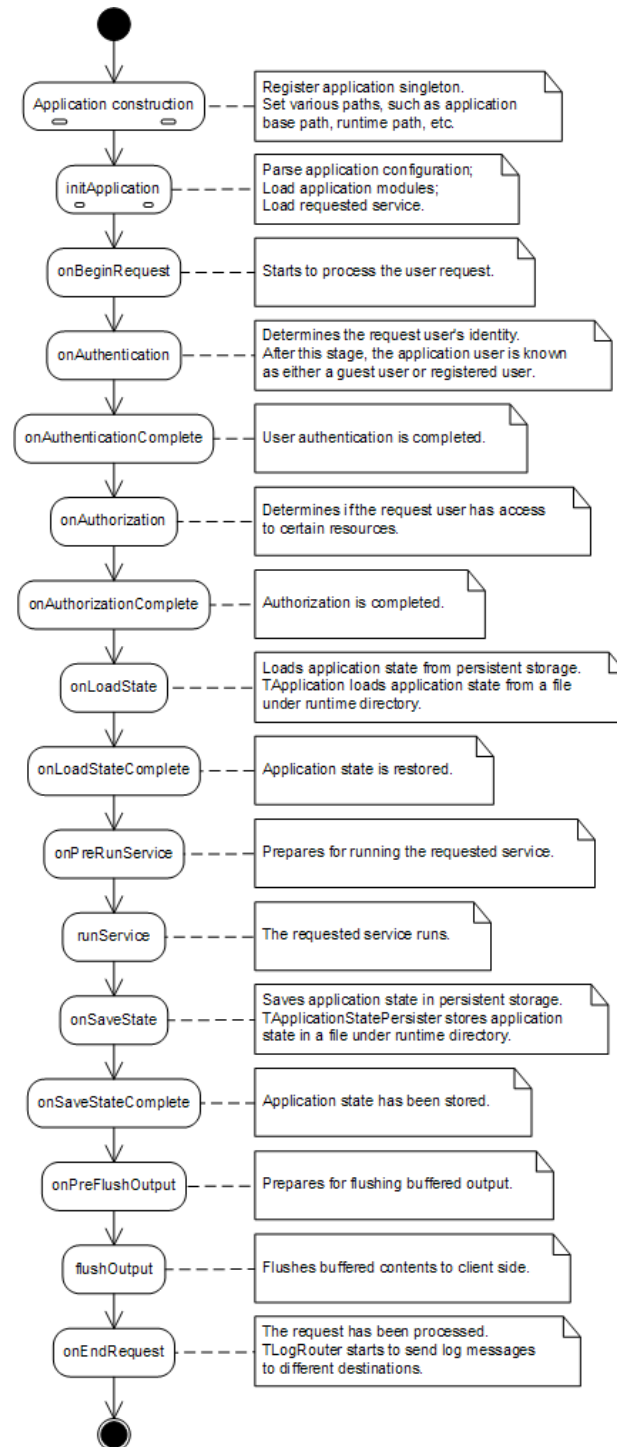 Application construction
Register application singleton.
Set various paths, such as application
base path, runtime path, etc.
initApplication
Parse application configuration;
Load application modules;
Load requested service.
onBeginRequest
Starts to process the user request.
onAuthentication
Determines the request user's identity.
After this stage, the application user is known
as either a guest user or registered user.
onAuthenticationComplete
User authentication is completed.
onAuthorization
Determines if the request user has access
to certain resources.
onAuthorizationComplete
Authorization is completed.
onLoadState
Loads application state from persistent storage.
TApplication loads application state from a file
under runtime directory.
onLoadStateComplete
Application state is restored.
onPreRunService
Prepares for running the requested service.
runService
The requested service runs.
onSaveState
Saves application state in persistent storage.
TApplicationStatePersister stores application
state in a file under runtime directory.
onSaveStateComplete
Application state has been stored.
onPreFlushOutput
Prepares for flushing buffered output.
flushOutput
Flushes buffered contents to client side.
onEndRequest
The request has been processed.
TLogRouter starts to send log messages
to different destinations.